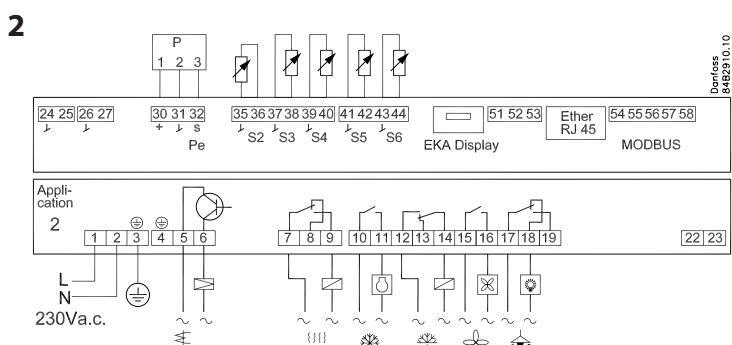 2
P
1 2 3
Danfoss
84B2910.10
24 25 26 27 30 31 32 35 36 37 38 39 40 41 42 43 44 51 52 53 Ether RJ 45 54 55 56 57 58
+ s S2 S3 S4 S5 S6
Pe EKA Display MODBUS
Appli-
cation
2
1 2 3 4 5 6 7 8 9 10 11 12 13 14 15 16 17 18 19 22 23
L
N
230Va.c.